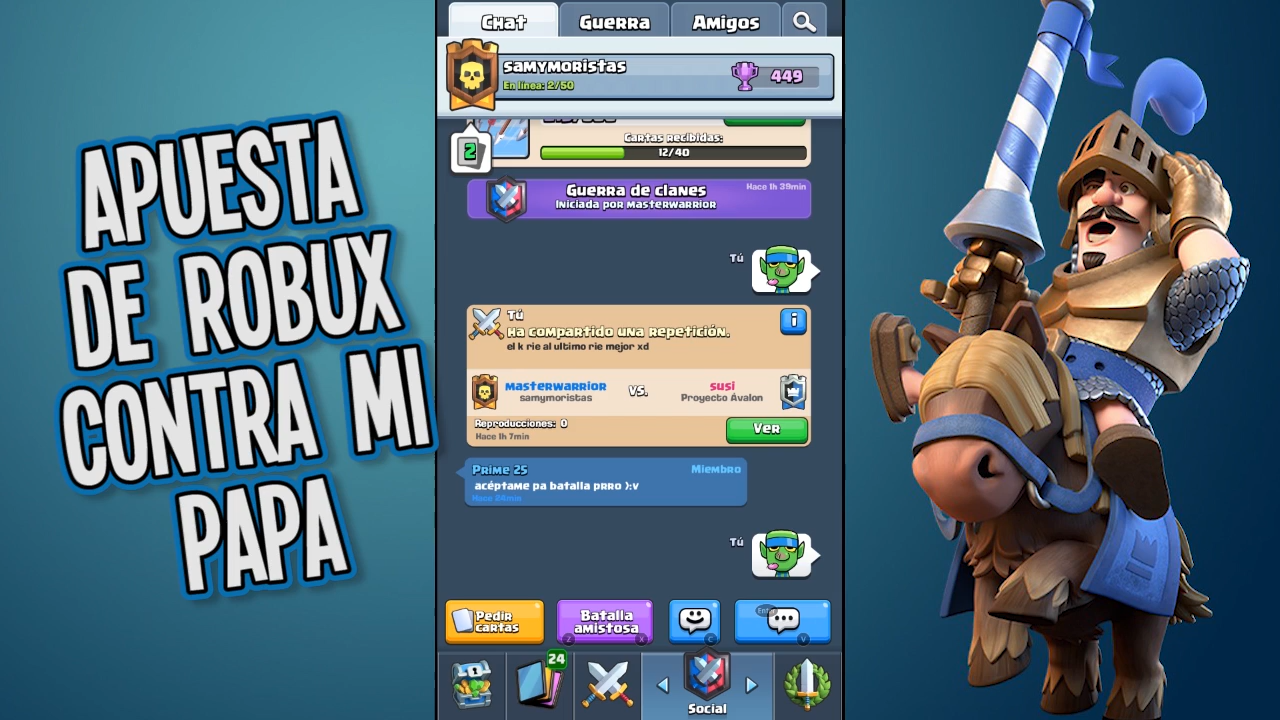 APUESTA
DE ROBUX
CONTRA MI
PAPA
Chat
Guerra
Amigos
samymoristas
En línea: 2/50
449
2
Cartas recibidas:
12/40
Guerra de clanes
Hace 1h 39min
Iniciada por MasterWarrior
Tú
Tú
Ha compartido una repetición.
i
el k rie al ultimo rie mejor xd
MasterWarrior
samymoristas
VS.
susi
Proyecto Ávalon
Reproducciones: 0
Hace 1h 7min
Ver
Prime 25
Miembro
acéptame pa batalla prro ):v
Hace 24min
Tú
Pedir
cartas
Batalla
amistosa
Z
X
C
Enter
V
1
24
Social